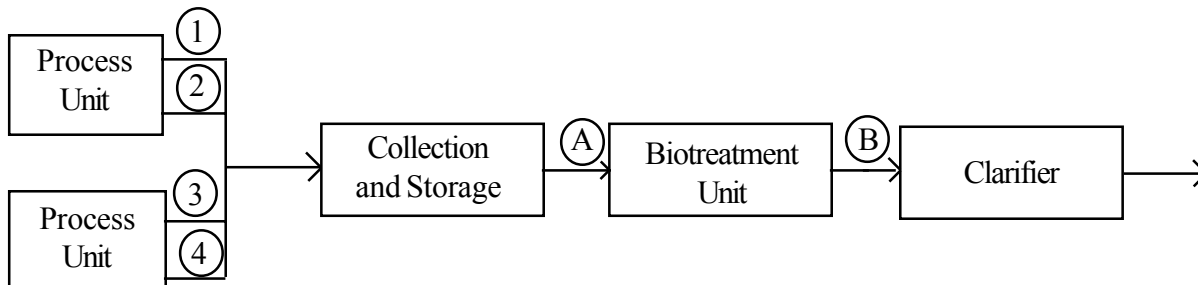 1
Process
Unit
2
3
Process
Unit
4
Collection
and Storage
A
Biotreatment
Unit
B
Clarifier